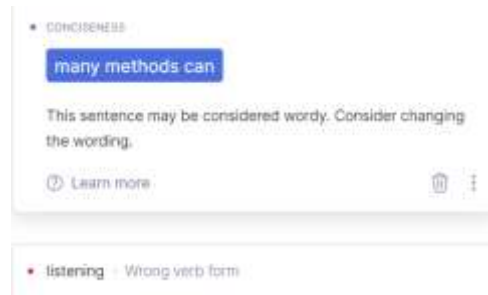 CONCISENESS
many methods can
This sentence may be considered wordy. Consider changing
the wording.
Learn more
listening · Wrong verb form